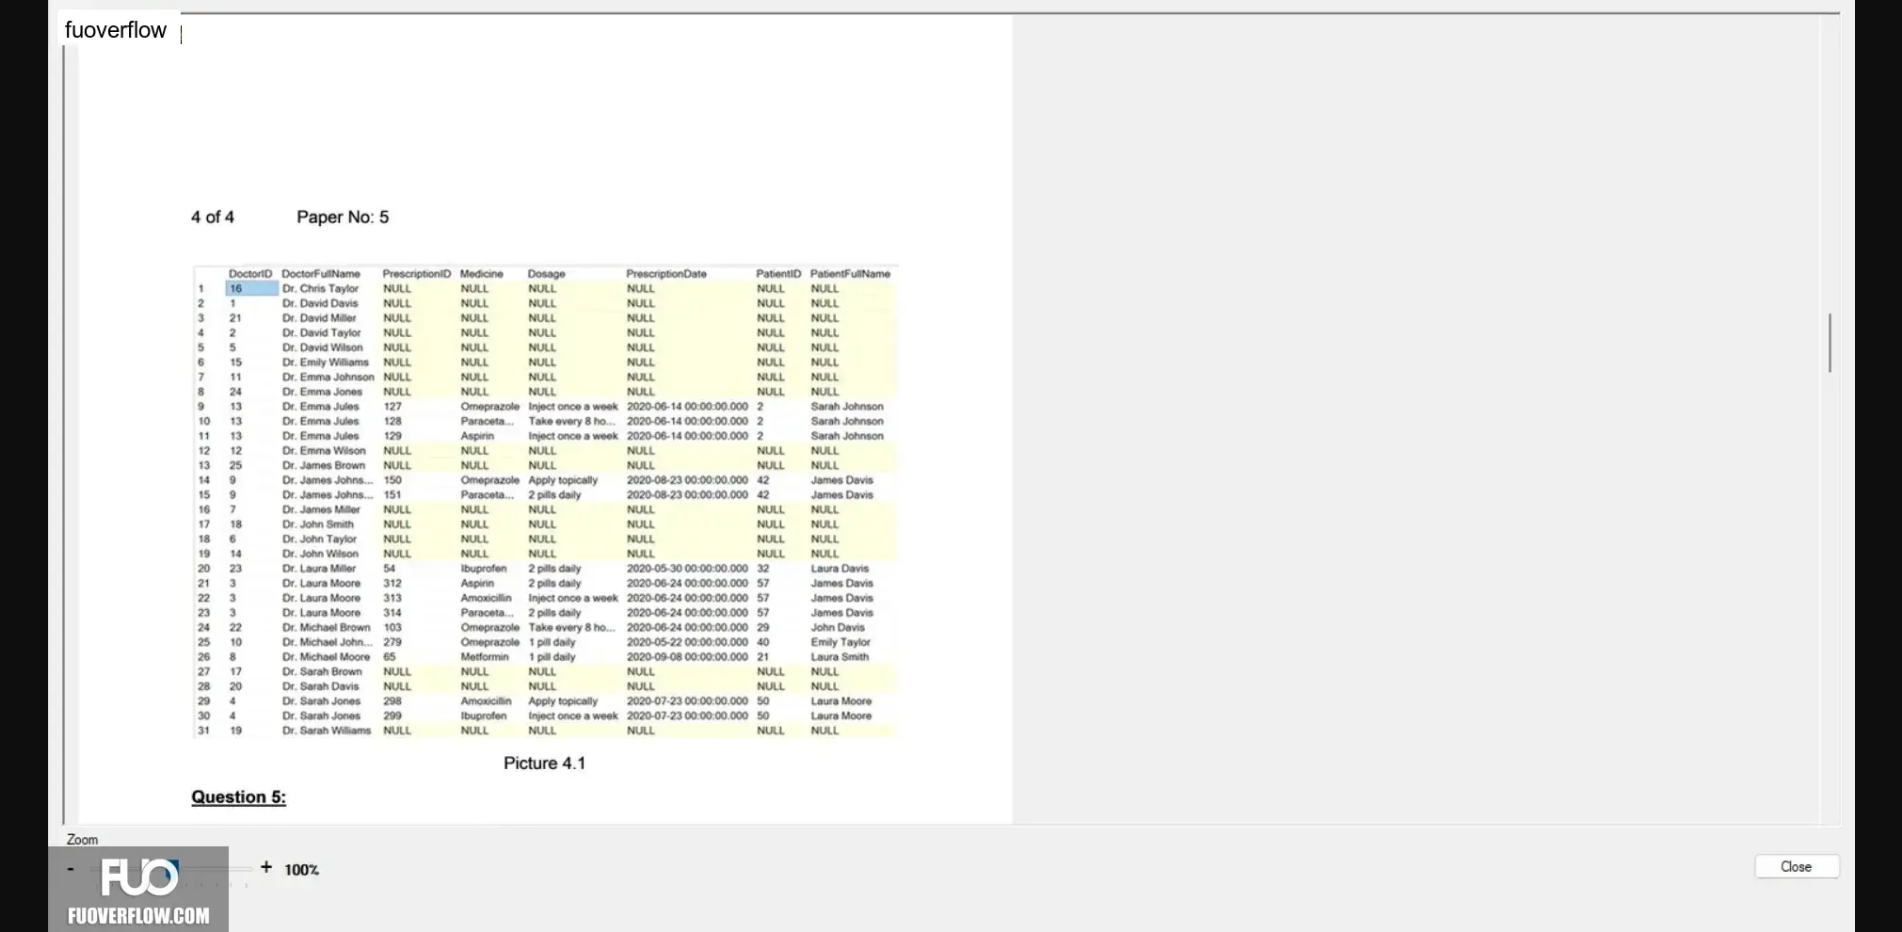 fuoverflow
4 of 4 Paper No: 5
DoctorID DoctorFullName PrescriptionID Medicine Dosage PrescriptionDate PatientID PatientFullName
1 16 Dr. Chris Taylor NULL NULL NULL NULL NULL NULL
2 1 Dr. David Davis NULL NULL NULL NULL NULL NULL
3 21 Dr. David Miller NULL NULL NULL NULL NULL NULL
4 2 Dr. David Taylor NULL NULL NULL NULL NULL NULL
5 5 Dr. David Wilson NULL NULL NULL NULL NULL NULL
6 15 Dr. Emily Williams NULL NULL NULL NULL NULL NULL
7 11 Dr. Emma Johnson NULL NULL NULL NULL NULL NULL
8 24 Dr. Emma Jones NULL NULL NULL NULL NULL NULL
9 13 Dr. Emma Jules 127 Omeprazole Inject once a week 2020-06-14 00:00:00.000 2 Sarah Johnson
10 13 Dr. Emma Jules 128 Paraceta... Take every 8 ho... 2020-06-14 00:00:00.000 2 Sarah Johnson
11 13 Dr. Emma Jules 129 Aspirin Inject once a week 2020-06-14 00:00:00.000 2 Sarah Johnson
12 12 Dr. Emma Wilson NULL NULL NULL NULL NULL NULL
13 25 Dr. James Brown NULL NULL NULL NULL NULL NULL
14 9 Dr. James Johns... 150 Omeprazole Apply topically 2020-08-23 00:00:00.000 42 James Davis
15 9 Dr. James Johns... 151 Paraceta... 2 pills daily 2020-08-23 00:00:00.000 42 James Davis
16 7 Dr. James Miller NULL NULL NULL NULL NULL NULL
17 18 Dr. John Smith NULL NULL NULL NULL NULL NULL
18 6 Dr. John Taylor NULL NULL NULL NULL NULL NULL
19 14 Dr. John Wilson NULL NULL NULL NULL NULL NULL
20 23 Dr. Laura Miller 54 Ibuprofen 2 pills daily 2020-05-30 00:00:00.000 32 Laura Davis
21 3 Dr. Laura Moore 312 Aspirin 2 pills daily 2020-06-24 00:00:00.000 57 James Davis
22 3 Dr. Laura Moore 313 Amoxicillin Inject once a week 2020-06-24 00:00:00.000 57 James Davis
23 3 Dr. Laura Moore 314 Paraceta... 2 pills daily 2020-06-24 00:00:00.000 57 James Davis
24 22 Dr. Michael Brown 103 Omeprazole Take every 8 ho... 2020-06-24 00:00:00.000 29 John Davis
25 10 Dr. Michael John... 279 Omeprazole 1 pill daily 2020-05-22 00:00:00.000 40 Emily Taylor
26 8 Dr. Michael Moore 65 Metformin 1 pill daily 2020-09-08 00:00:00.000 21 Laura Smith
27 17 Dr. Sarah Brown NULL NULL NULL NULL NULL NULL
28 20 Dr. Sarah Davis NULL NULL NULL NULL NULL NULL
29 4 Dr. Sarah Jones 298 Amoxicillin Apply topically 2020-07-23 00:00:00.000 50 Laura Moore
30 4 Dr. Sarah Jones 299 Ibuprofen Inject once a week 2020-07-23 00:00:00.000 50 Laura Moore
31 19 Dr. Sarah Williams NULL NULL NULL NULL NULL NULL
Picture 4.1
Question 5:
Zoom
- + 100%
Close
FUO
FUOVERFLOW.COM